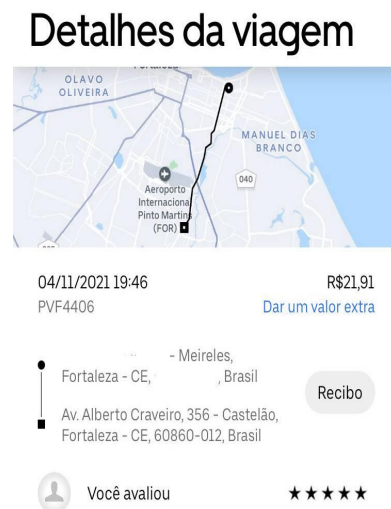 Detalhes da viagem
Fortaleza
OLAVO
OLIVEIRA
MANUEL DIAS
BRANCO
040
Aeroporto
Internaciona
Pinto Martins
(FOR)
04/11/2021 19:46
R$21,91
PVF4406
Dar um valor extra
- Meireles,
Fortaleza - CE, , Brasil
Recibo
Av. Alberto Craveiro, 356 - Castelão,
Fortaleza - CE, 60860-012, Brasil
Você avaliou